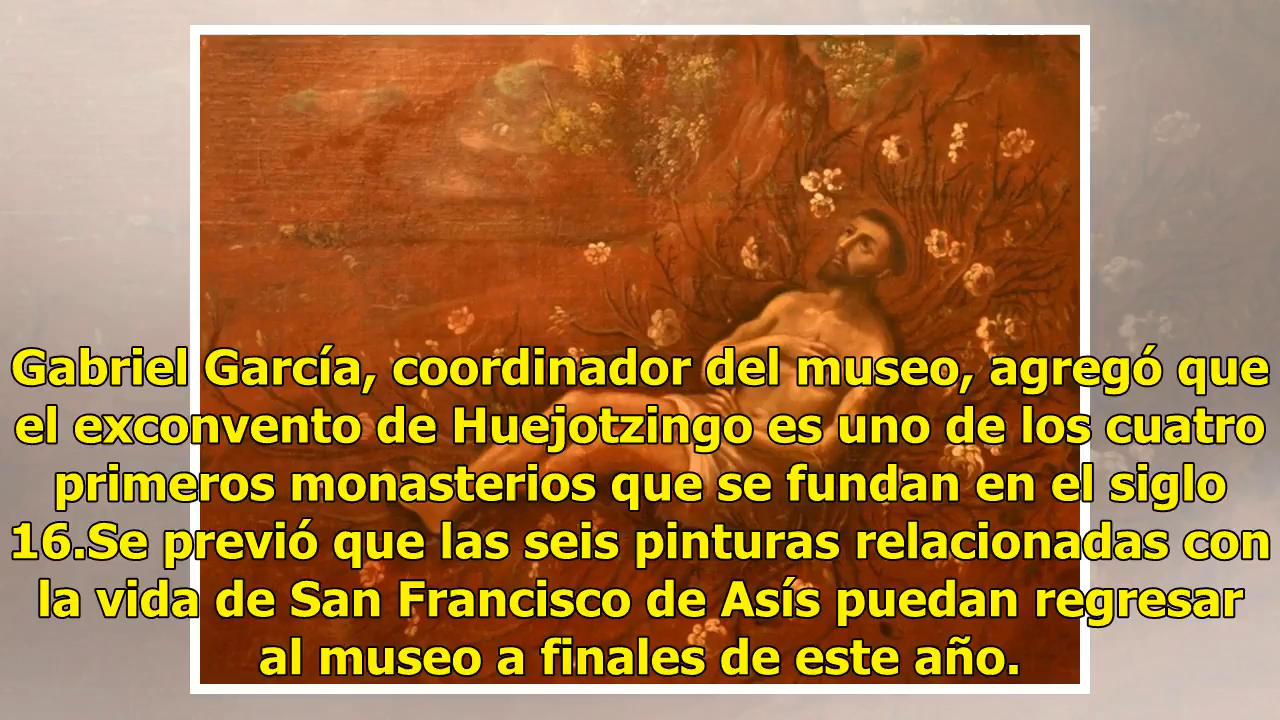 Gabriel García, coordinador del museo, agregó que
el exconvento de Huejotzingo es uno de los cuatro
primeros monasterios que se fundan en el siglo
16.Se previó que las seis pinturas relacionadas con
la vida de San Francisco de Asís puedan regresar
al museo a finales de este año.